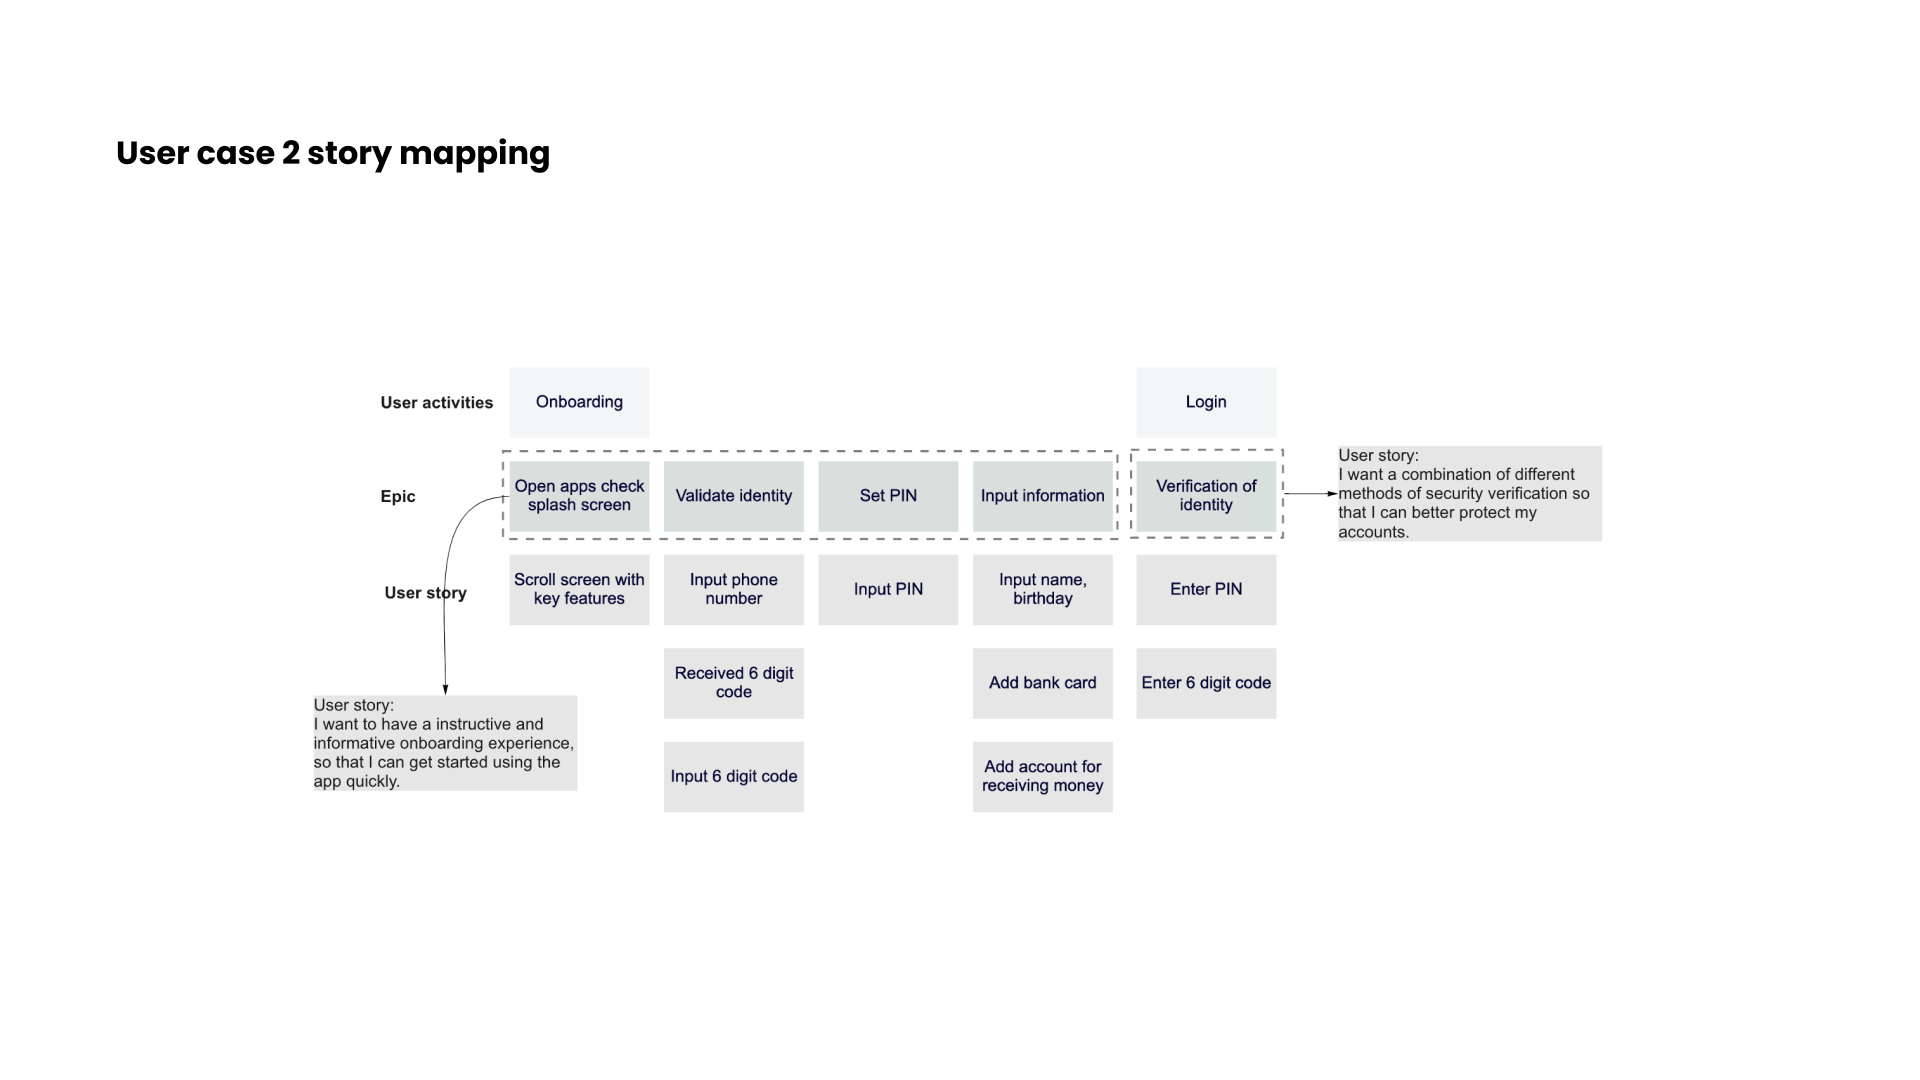 User case 2 story mapping
User activities
Onboarding
Login
Epic
Open apps check
splash screen
Validate identity
Set PIN
Input information
Verification of
identity
User story:
I want a combination of different
methods of security verification so
that I can better protect my
accounts.
User story
Scroll screen with
key features
Input phone
number
Input PIN
Input name,
birthday
Enter PIN
Received 6 digit
code
Add bank card
Enter 6 digit code
User story:
I want to have a instructive and
informative onboarding experience,
so that I can get started using the
app quickly.
Input 6 digit code
Add account for
receiving money